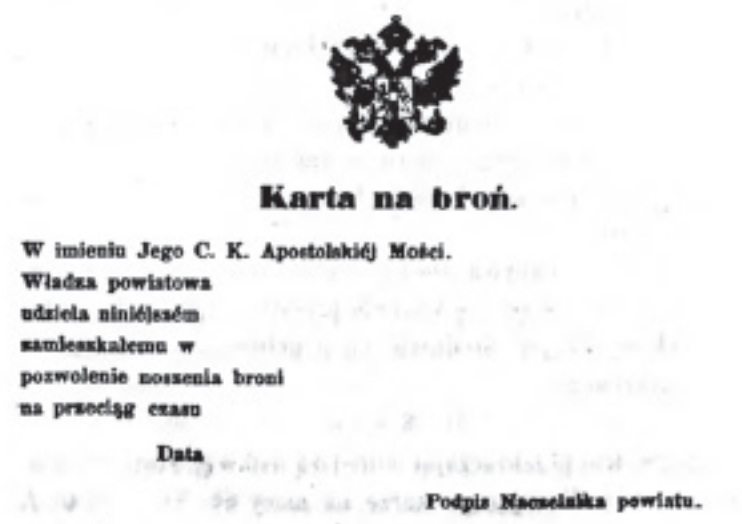 Karta na broń.
W imieniu Jego C. K. Apostolskiéj Mości.
Władza powiatowa
udziela niniéjszém
zamieszkałemu w
pozwolenie noszenia broni
na przeciąg czasu
Data
Podpis Naczelnika powiatu.